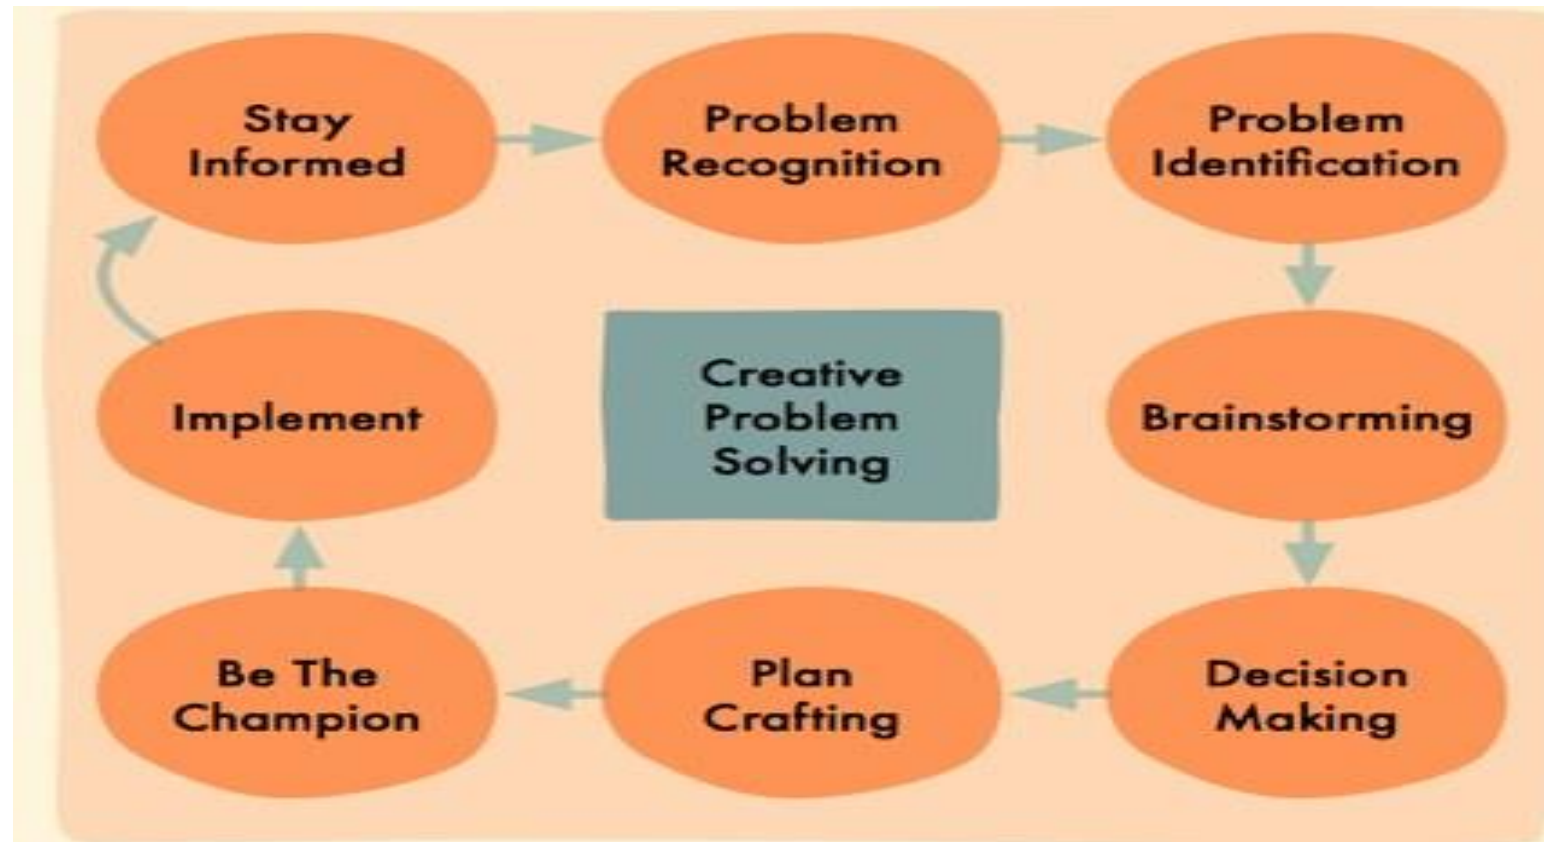 Stay
Informed
Problem
Recognition
Problem
Identification
Implement
Creative
Problem
Solving
Brainstorming
Be The
Champion
Plan
Crafting
Decision
Making